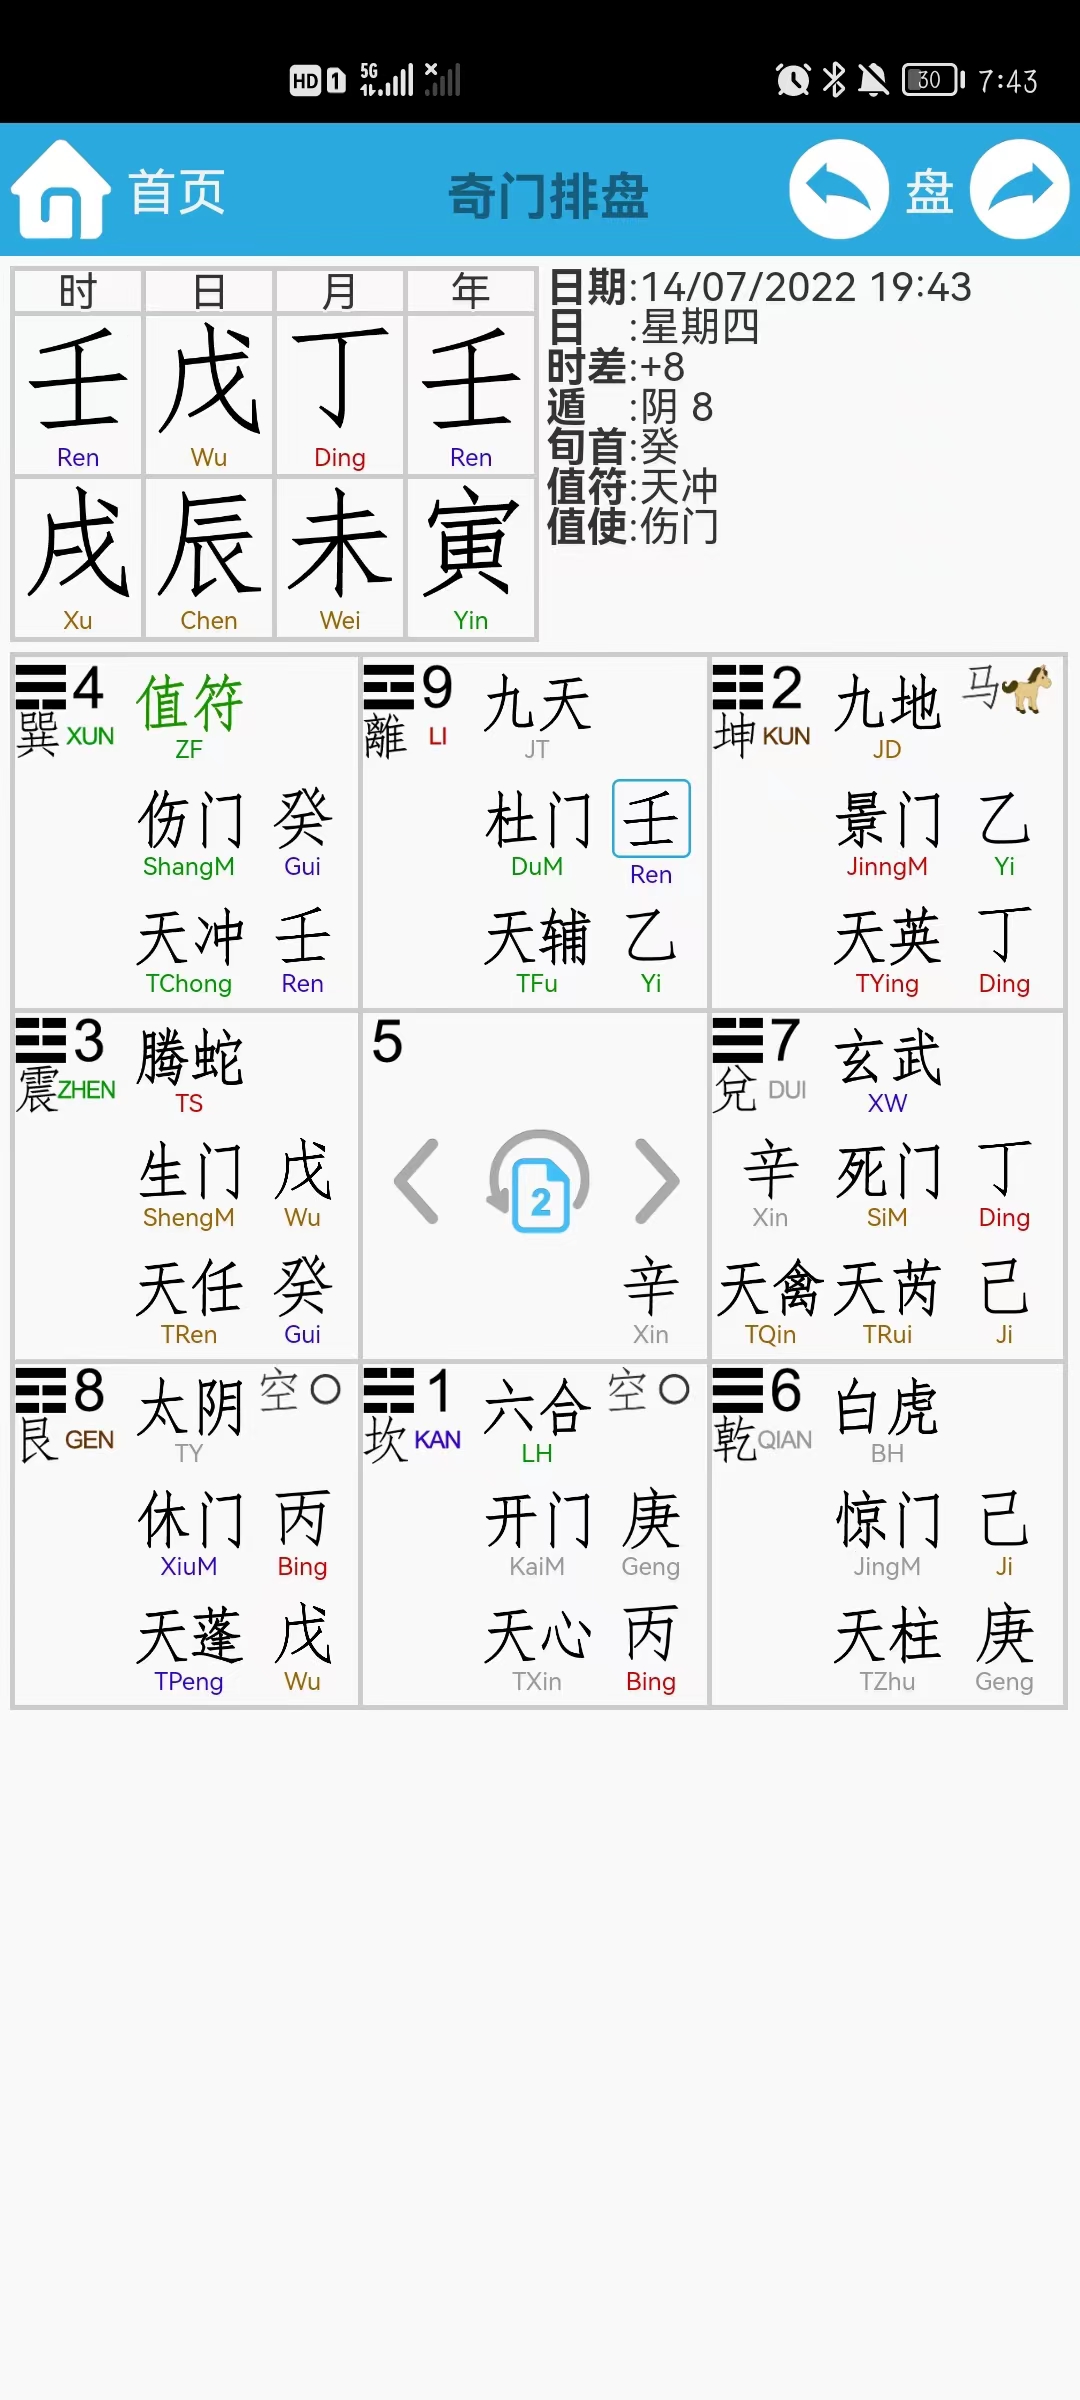 HD 1 5G 30 7:43
首页 奇门排盘 盘
时 日 月 年
壬 戊 丁 壬
Ren Wu Ding Ren
戌 辰 未 寅
Xu Chen Wei Yin
日期:14/07/2022 19:43
日 :星期四
时差:+8
遁 :阴 8
旬首:癸
值符:天冲
值使:伤门
4 值符
巽 XUN ZF
伤门 癸
ShangM Gui
天冲 壬
TChong Ren
9 九天
離 LI JT
杜门 壬
DuM Ren
天辅 乙
TFu Yi
2 九地 马
坤 KUN JD
景门 乙
JinngM Yi
天英 丁
TYing Ding
3 腾蛇
震 ZHEN TS
生门 戊
ShengM Wu
天任 癸
TRen Gui
5
2
辛
Xin
7 玄武
兌 DUI XW
辛 死门 丁
Xin SiM Ding
天禽 天芮 己
TQin TRui Ji
8 太阴 空
艮 GEN TY
休门 丙
XiuM Bing
天蓬 戊
TPeng Wu
1 六合 空
坎 KAN LH
开门 庚
KaiM Geng
天心 丙
TXin Bing
6 白虎
乾 QIAN BH
惊门 己
JingM Ji
天柱 庚
TZhu Geng